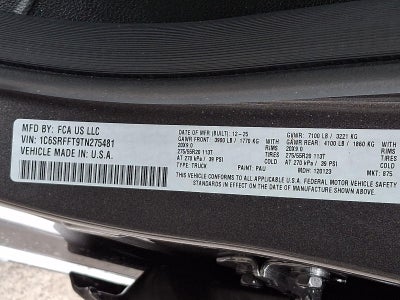 MFD BY: FCA US LLC
VIN: 1C6SRFFT9TN275481
VEHICLE MADE IN U.S.A.
DATE OF MFR (BUILT): 12-25 GVWR: 7100 LB / 3221 KG
GAWR FRONT: 3900 LB / 1770 KG WITH GAWR REAR: 4100 LB / 1860 KG WITH
20X9.0 RIMS 20X9.0 RIMS
275/55R20 113T TIRES 275/55R20 113T TIRES
AT 270 kPa / 39 PSI AT 270 kPa / 39 PSI
TYPE: TRUCK PAINT: PAU MDH: 120123 MKT: 875
THIS VEHICLE CONFORMS TO ALL APPLICABLE U.S.A. FEDERAL MOTOR VEHICLE SAFETY
STANDARDS IN EFFECT ON THE DATE OF MANUFACTURE SHOWN ABOVE